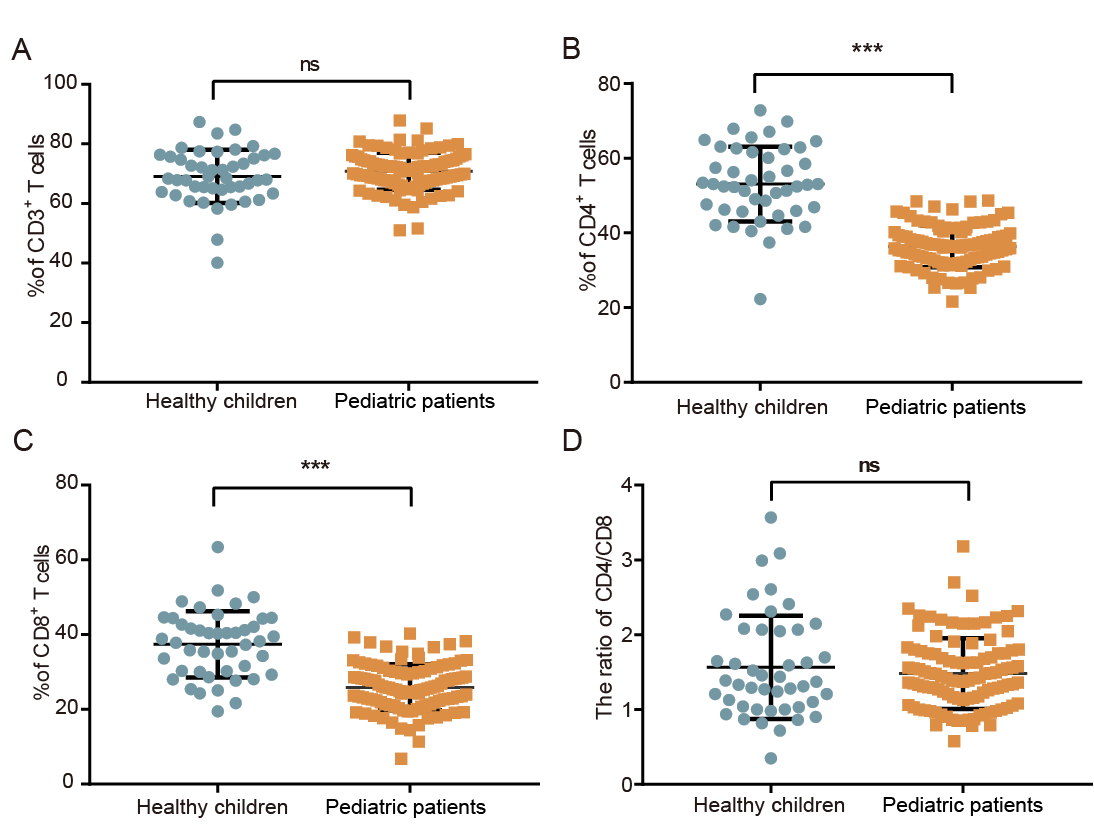 A
ns
% of CD3+ T cells
100
80
60
40
20
0
Healthy children
Pediatric patients
B
***
% of CD4+ T cells
80
60
40
20
0
Healthy children
Pediatric patients
C
***
% of CD8+ T cells
80
60
40
20
0
Healthy children
Pediatric patients
D
ns
The ratio of CD4/CD8
4
3
2
1
0
Healthy children
Pediatric patients